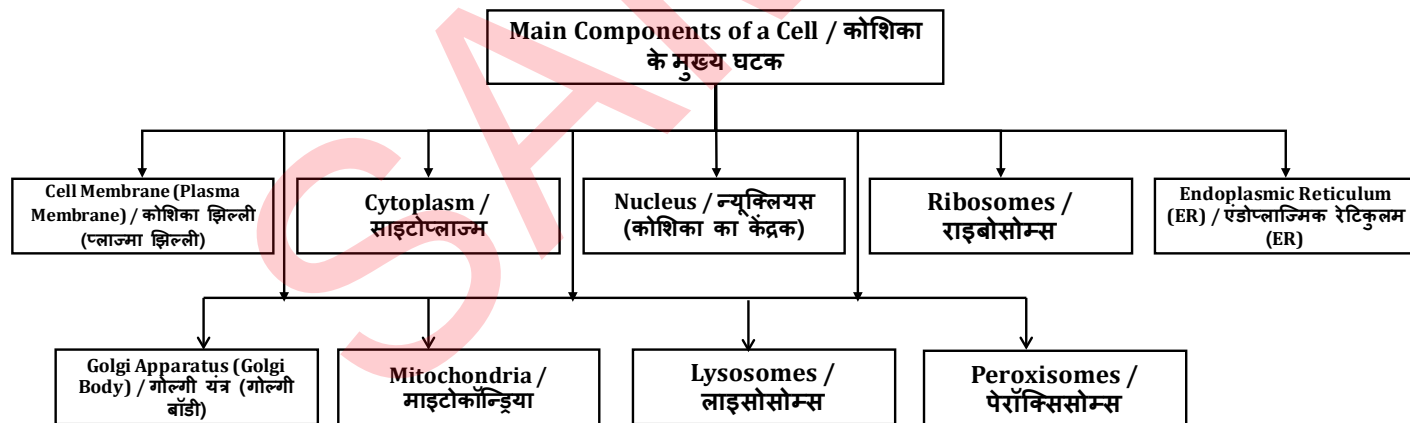 Main Components of a Cell / कोशिका
के मुख्य घटक
Cell Membrane (Plasma
Membrane) / कोशिका झिल्ली
(प्लाज्मा झिल्ली)
Cytoplasm /
साइटोप्लाज्म
Nucleus / न्यूक्लियस
(कोशिका का केंद्रक)
Ribosomes /
राइबोसोम्स
Endoplasmic Reticulum
(ER) / एंडोप्लाज्मिक रेटिकुलम
(ER)
Golgi Apparatus (Golgi
Body) / गोल्गी यंत्र (गोल्गी
बॉडी)
Mitochondria /
माइटोकॉन्ड्रिया
Lysosomes /
लाइसोसोम्स
Peroxisomes /
पेरॉक्सिसोम्स
SA